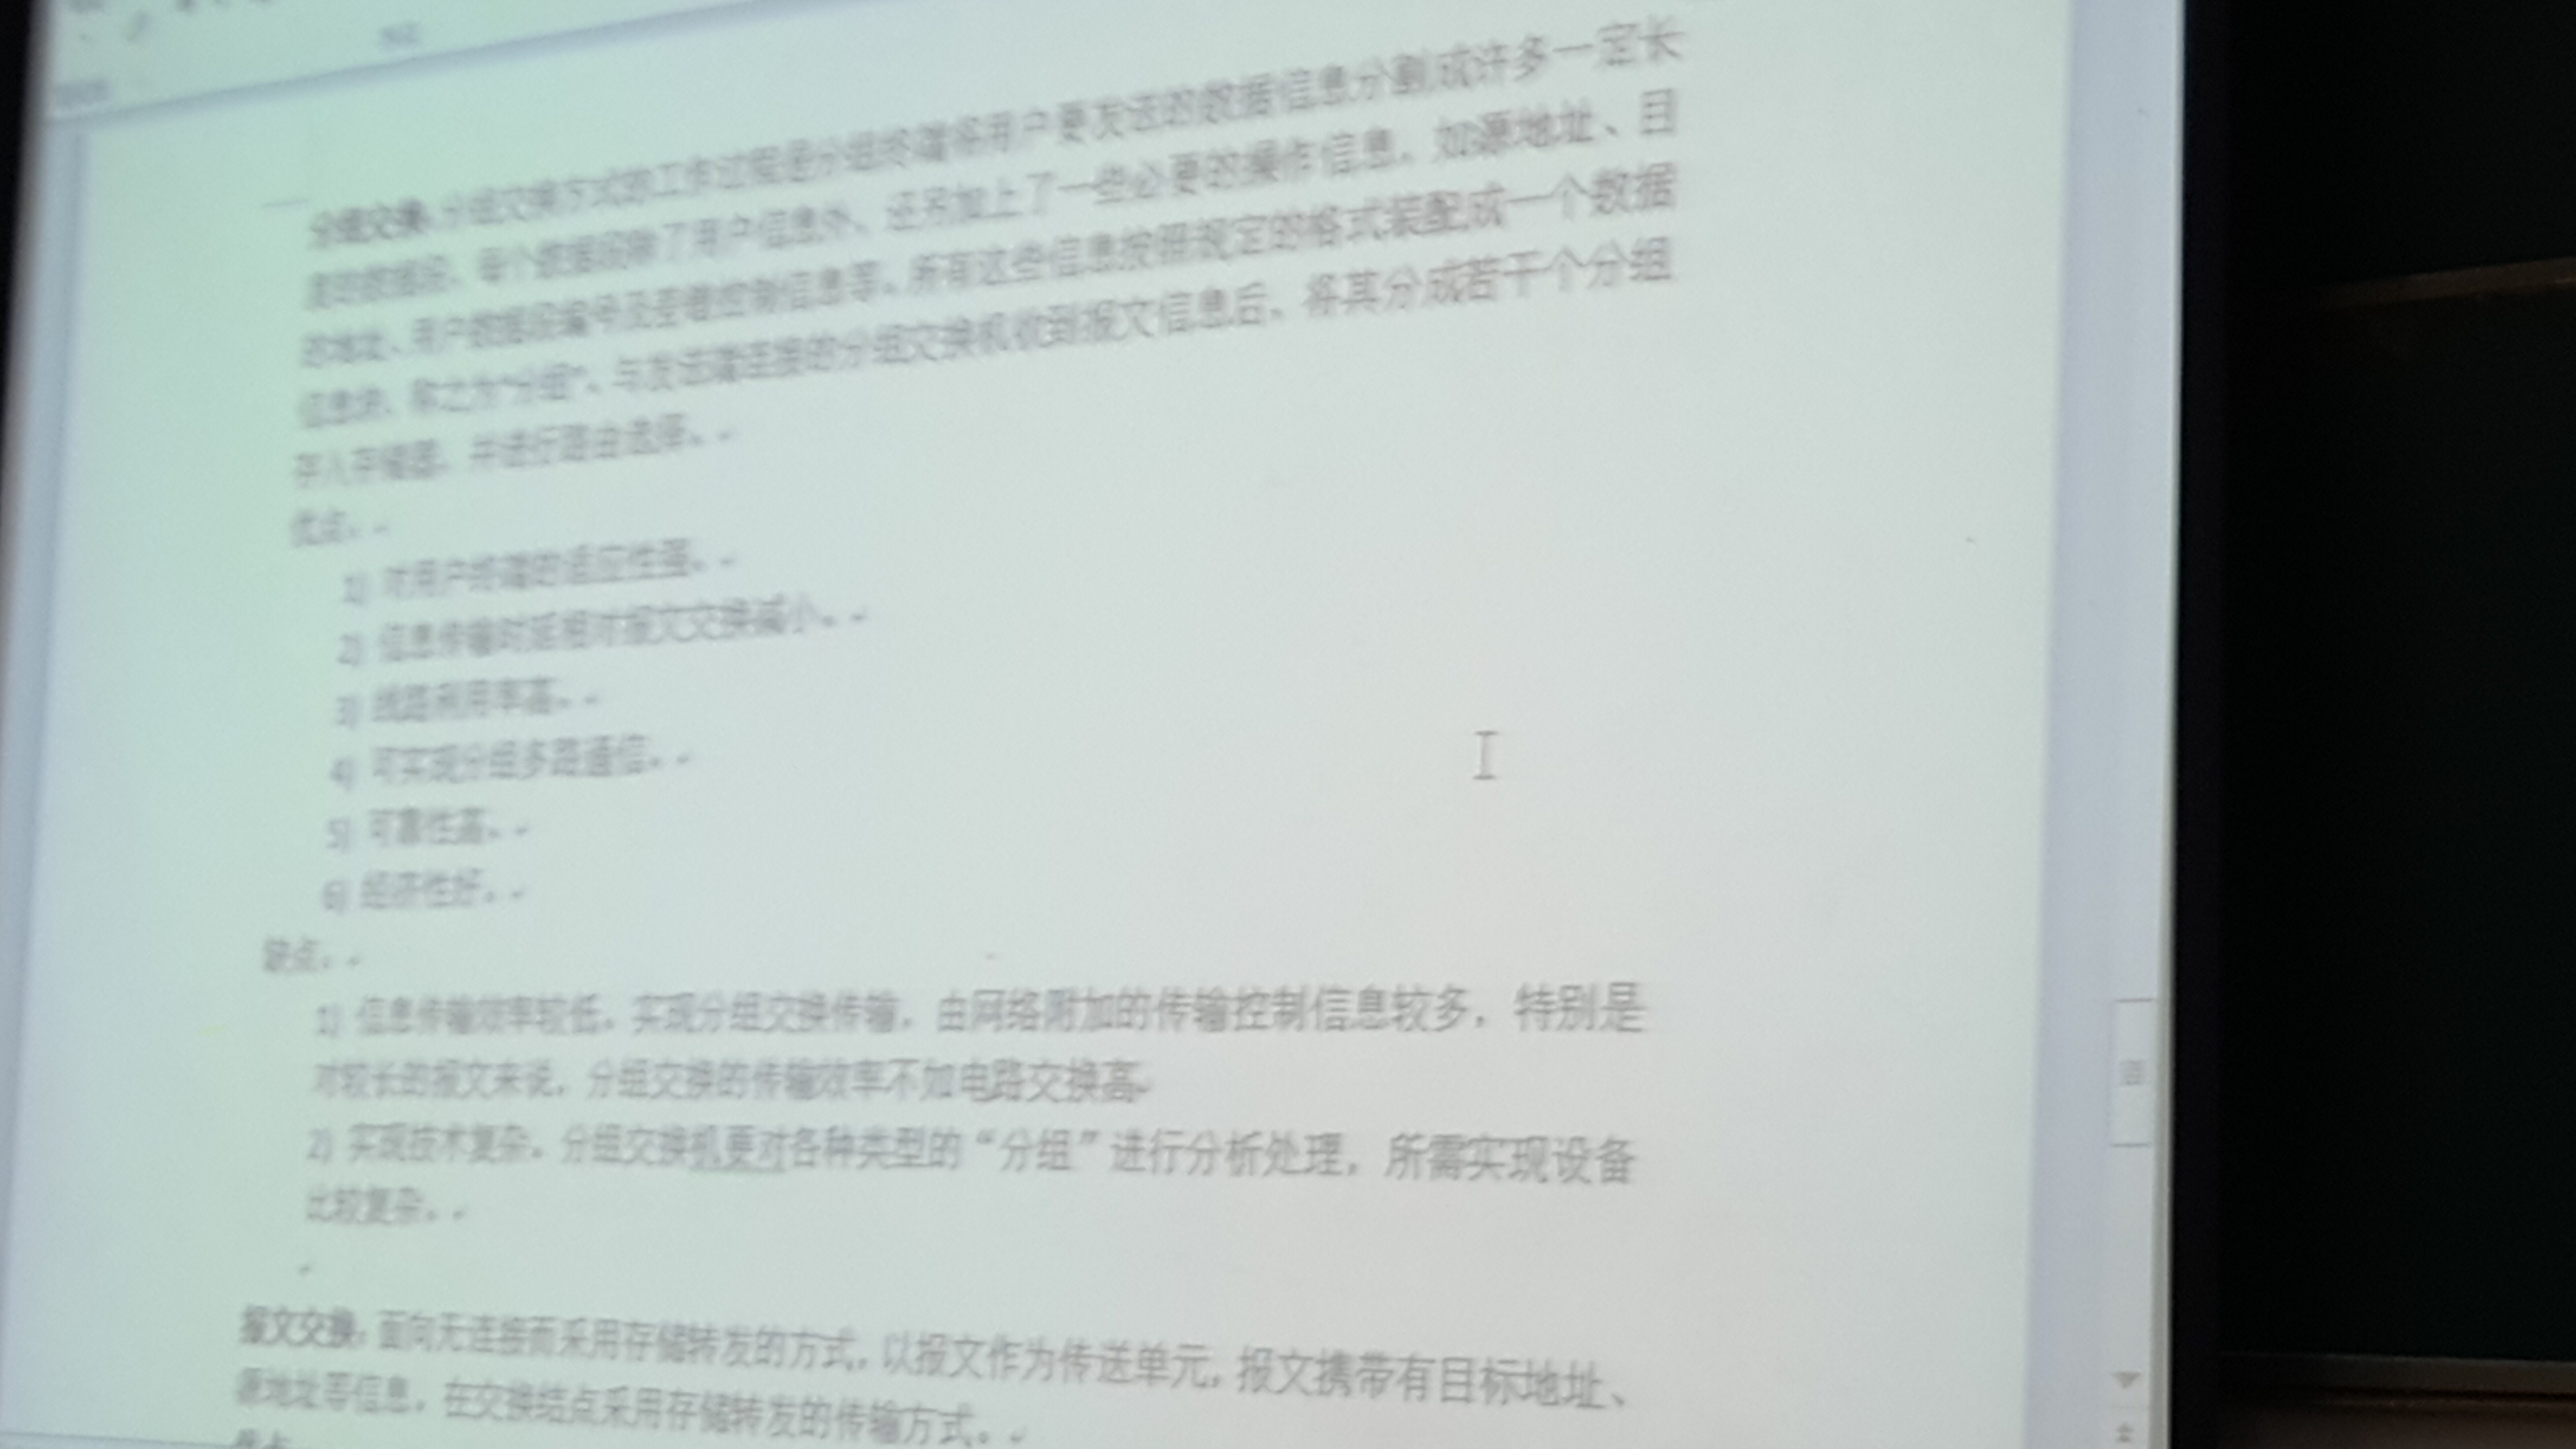 分组交换:分组交换方式的工作过程是分组终端将用户要发送的数据信息分割成许多一定长
度的数据段、每个数据段除了用户信息外、还另加上了一些必要的操作信息、如源地址、目
的地址、用户数据段编号及差错控制信息等。所有这些信息按照规定的格式装配成一个数据
信息块、称之为“分组”。与发送端连接的分组交换机收到报文信息后、将其分成若干个分组
存入存储器、并进行路由选择。
优点:
1) 对用户终端的适应性强。
2) 信息传输时延相对报文交换减小。
3) 线路利用率高。
4) 可实现分组多路通信。
5) 可靠性高。
6) 经济性好。
缺点:
1) 信息传输效率较低。实现分组交换传输,由网络附加的传输控制信息较多,特别是
对较长的报文来说,分组交换的传输效率不如电路交换高
2) 实现技术复杂。分组交换机要对各种类型的“分组”进行分析处理,所需实现设备
比较复杂。
报文交换:面向无连接而采用存储转发的方式,以报文作为传送单元,报文携带有目标地址、
源地址等信息,在交换结点采用存储转发的传输方式。